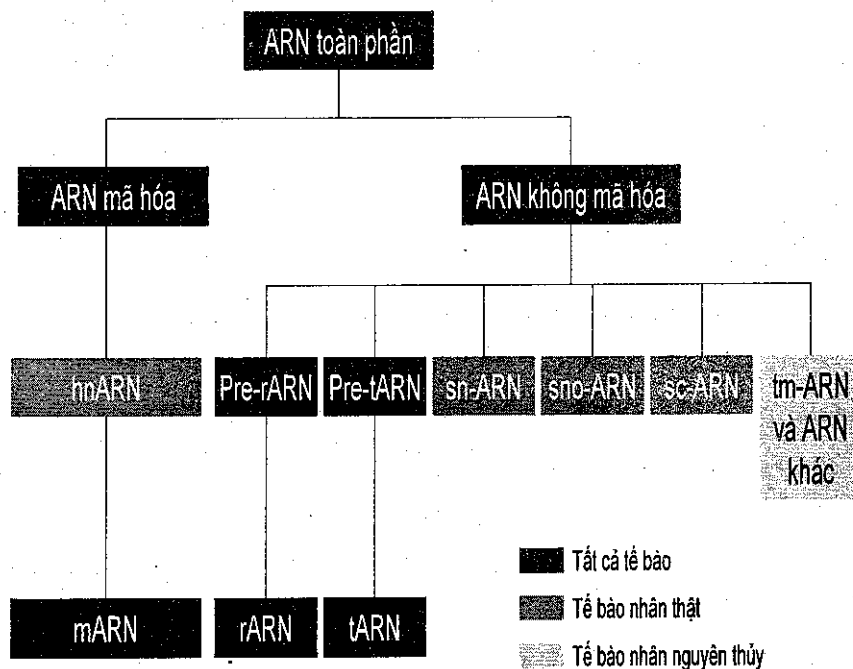 ARN toàn phần
ARN mã hóa
ARN không mã hóa
hnARN
Pre-rARN
Pre-tARN
sn-ARN
sno-ARN
sc-ARN
tm-ARN
và ARN
khác
mARN
rARN
tARN
Tất cả tế bào
Tế bào nhân thật
Tế bào nhân nguyên thủy